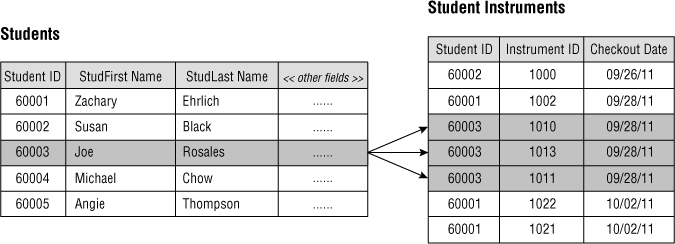 Students
Student ID StudFirst Name StudLast Name << other fields >>
60001 Zachary Ehrlich ......
60002 Susan Black ......
60003 Joe Rosales ......
60004 Michael Chow ......
60005 Angie Thompson ......
Student Instruments
Student ID Instrument ID Checkout Date
60002 1000 09/26/11
60001 1002 09/28/11
60003 1010 09/28/11
60003 1013 09/28/11
60003 1011 09/28/11
60001 1022 10/02/11
60001 1021 10/02/11